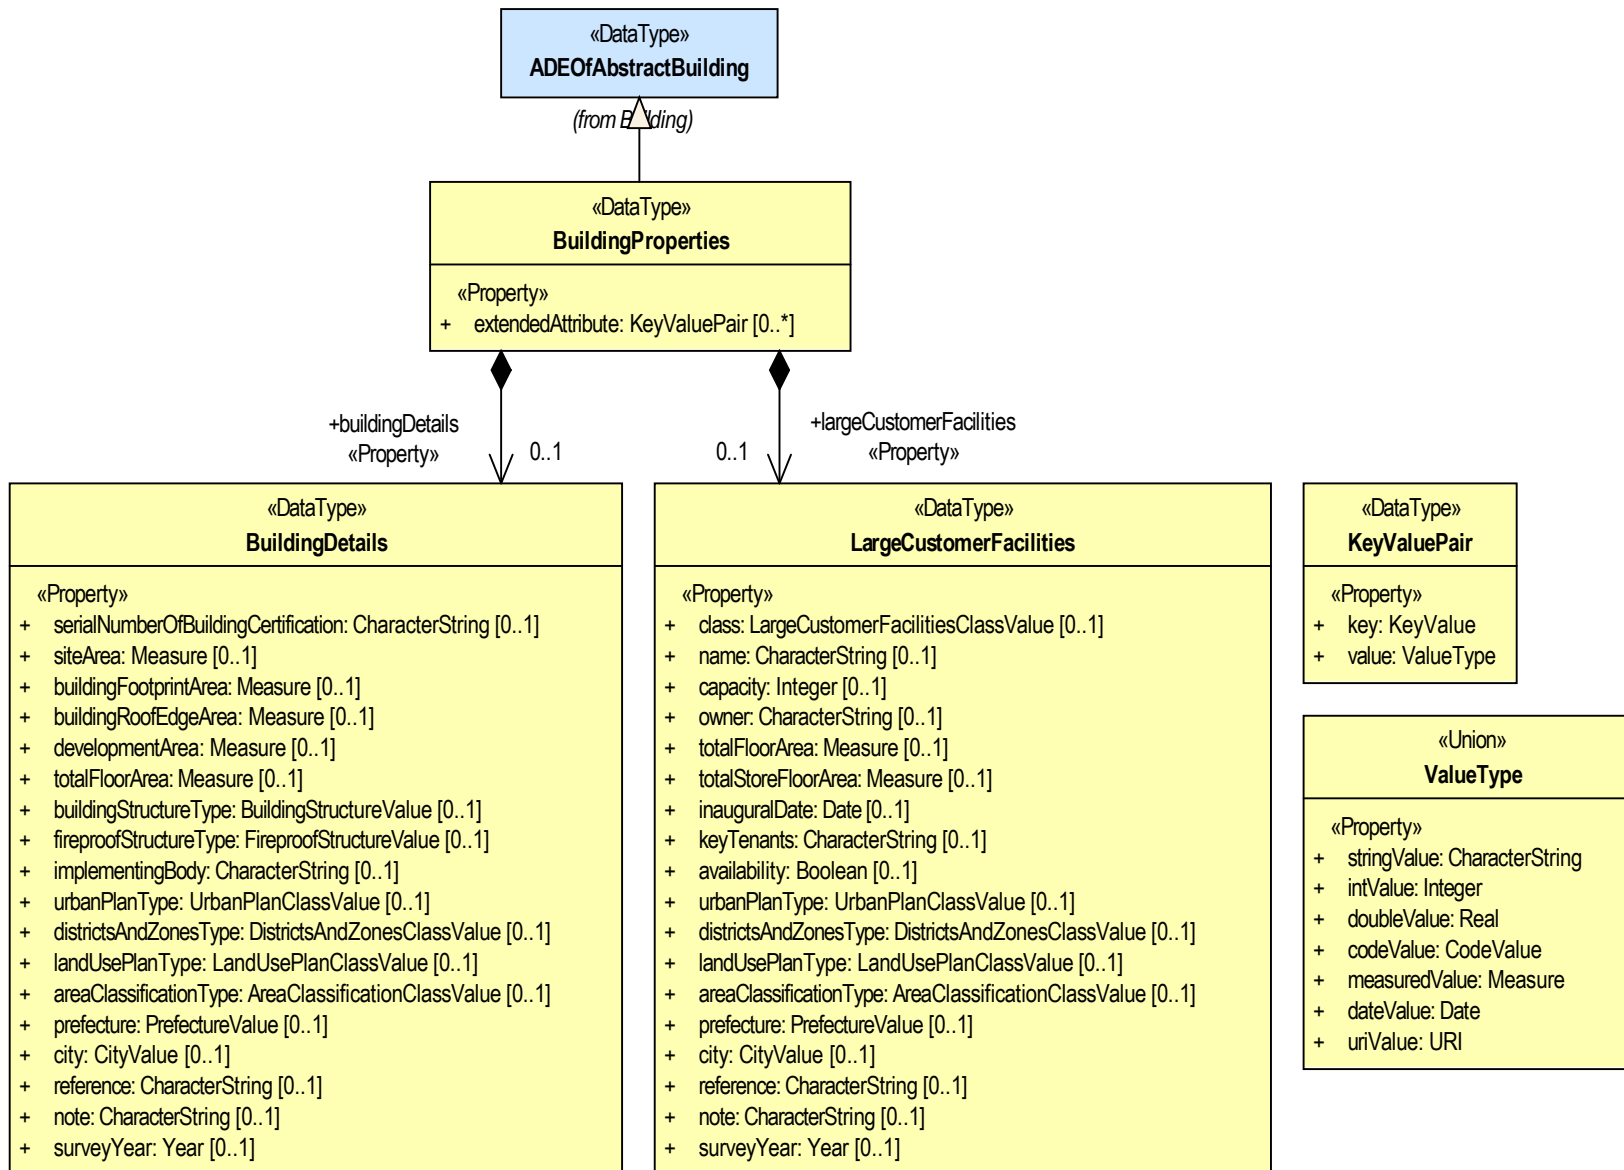 «DataType»
ADEOfAbstractBuilding
(from Building)
«DataType»
BuildingProperties
«Property»
+ extendedAttribute: KeyValuePair [0..*]
+buildingDetails
«Property»
0..1
+largeCustomerFacilities
«Property»
0..1
«DataType»
BuildingDetails
«Property»
+ serialNumberOfBuildingCertification: CharacterString [0..1]
+ siteArea: Measure [0..1]
+ buildingFootprintArea: Measure [0..1]
+ buildingRoofEdgeArea: Measure [0..1]
+ developmentArea: Measure [0..1]
+ totalFloorArea: Measure [0..1]
+ buildingStructureType: BuildingStructureValue [0..1]
+ fireproofStructureType: FireproofStructureValue [0..1]
+ implementingBody: CharacterString [0..1]
+ urbanPlanType: UrbanPlanClassValue [0..1]
+ districtsAndZonesType: DistrictsAndZonesClassValue [0..1]
+ landUsePlanType: LandUsePlanClassValue [0..1]
+ areaClassificationType: AreaClassificationClassValue [0..1]
+ prefecture: PrefectureValue [0..1]
+ city: CityValue [0..1]
+ reference: CharacterString [0..1]
+ note: CharacterString [0..1]
+ surveyYear: Year [0..1]
«DataType»
LargeCustomerFacilities
«Property»
+ class: LargeCustomerFacilitiesClassValue [0..1]
+ name: CharacterString [0..1]
+ capacity: Integer [0..1]
+ owner: CharacterString [0..1]
+ totalFloorArea: Measure [0..1]
+ totalStoreFloorArea: Measure [0..1]
+ inauguralDate: Date [0..1]
+ keyTenants: CharacterString [0..1]
+ availability: Boolean [0..1]
+ urbanPlanType: UrbanPlanClassValue [0..1]
+ districtsAndZonesType: DistrictsAndZonesClassValue [0..1]
+ landUsePlanType: LandUsePlanClassValue [0..1]
+ areaClassificationType: AreaClassificationClassValue [0..1]
+ prefecture: PrefectureValue [0..1]
+ city: CityValue [0..1]
+ reference: CharacterString [0..1]
+ note: CharacterString [0..1]
+ surveyYear: Year [0..1]
«DataType»
KeyValuePair
«Property»
+ key: KeyValue
+ value: ValueType
«Union»
ValueType
«Property»
+ stringValue: CharacterString
+ intValue: Integer
+ doubleValue: Real
+ codeValue: CodeValue
+ measuredValue: Measure
+ dateValue: Date
+ uriValue: URI